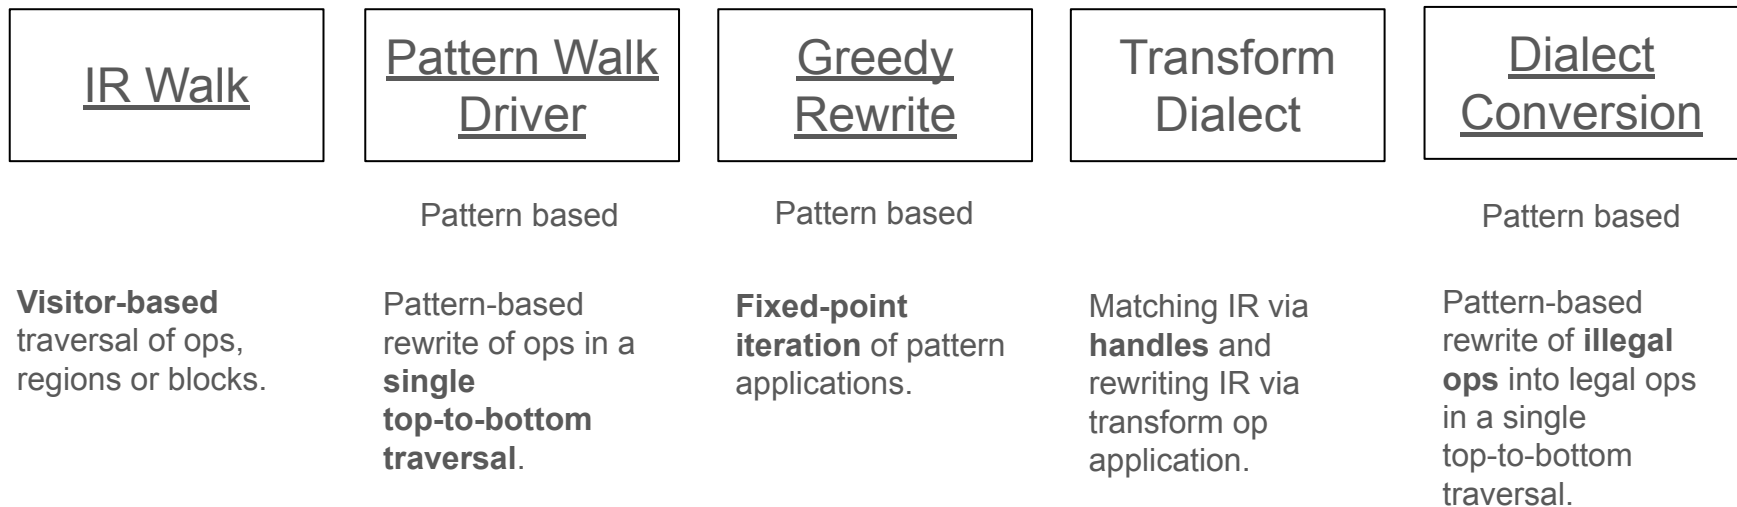 IR Walk
Pattern Walk
Driver
Greedy
Rewrite
Transform
Dialect
Dialect
Conversion
Pattern based
Pattern based
Pattern based
Visitor-based
traversal of ops,
regions or blocks.
Pattern-based
rewrite of ops in a
single
top-to-bottom
traversal.
Fixed-point
iteration of pattern
applications.
Matching IR via
handles and
rewriting IR via
transform op
application.
Pattern-based
rewrite of illegal
ops into legal ops
in a single
top-to-bottom
traversal.